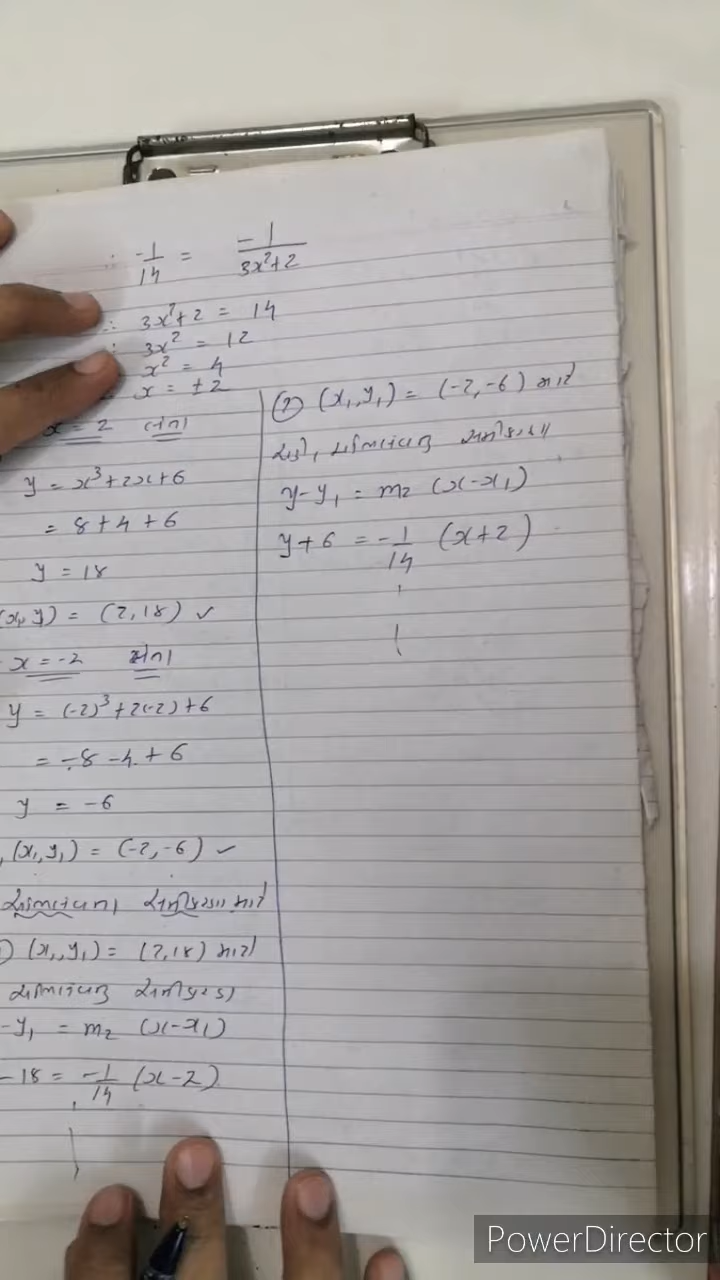 ∴ -1/14 = -1/(3x²+2)
∴ 3x²+2 = 14
∴ 3x² = 12
x² = 4
x = ±2
x = 2 લેતા
y = x³+2x+6
= 8+4+6
y = 18
(x₁, y₁) = (2, 18) ✓
x = -2 લેતા
y = (-2)³+2(-2)+6
= -8-4+6
y = -6
(x₁, y₁) = (-2, -6) ✓
અભિલંબના સમીકરણ માટે
(x₁, y₁) = (2, 18) માટે
અભિલંબનું સમીકરણ
-y₁ = m₂ (x-x₁)
-18 = -1/14 (x-2)
② (x₁, y₁) = (-2, -6) માટે
અભિલંબનું સમીકરણ
y-y₁ = m₂ (x-x₁)
y+6 = -1/14 (x+2)
PowerDirector